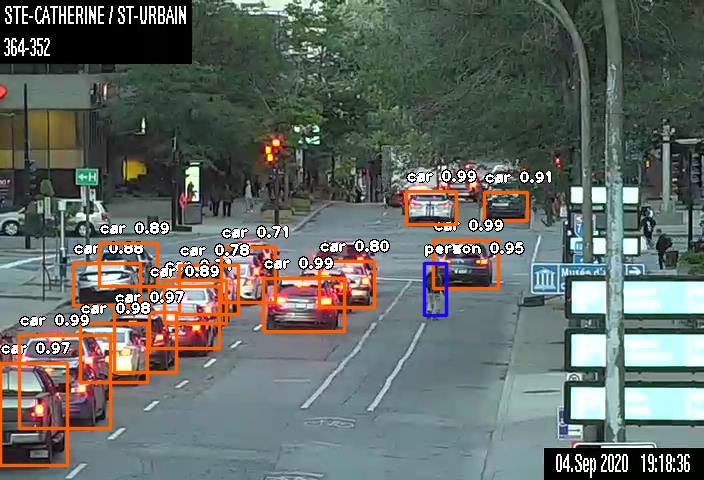 STE-CATHERINE / ST-URBAIN
364-352
car 0.99
car 0.91
car 0.89
car 0.71
car 0.99
car 0.88
car 0.78
car 0.80
person 0.95
car 0.89
car 0.99
Musée d'a
car 0.97
car 0.98
car 0.99
car 0.97
04.Sep 2020 19:18:36